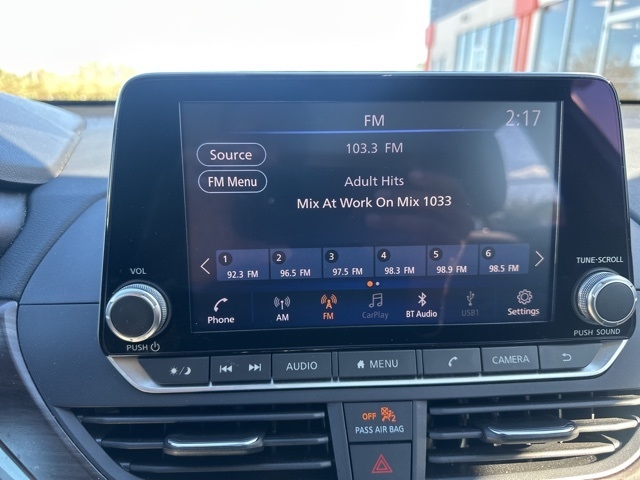 FM 2:17
Source 103.3 FM
FM Menu Adult Hits
Mix At Work On Mix 1033
1 2 3 4 5 6
92.3 FM 96.5 FM 97.5 FM 98.3 FM 98.9 FM 98.5 FM
Phone AM FM CarPlay BT Audio USB1 Settings
VOL
PUSH
TUNE·SCROLL
PUSH SOUND
AUDIO MENU CAMERA
OFF 2
PASS AIR BAG